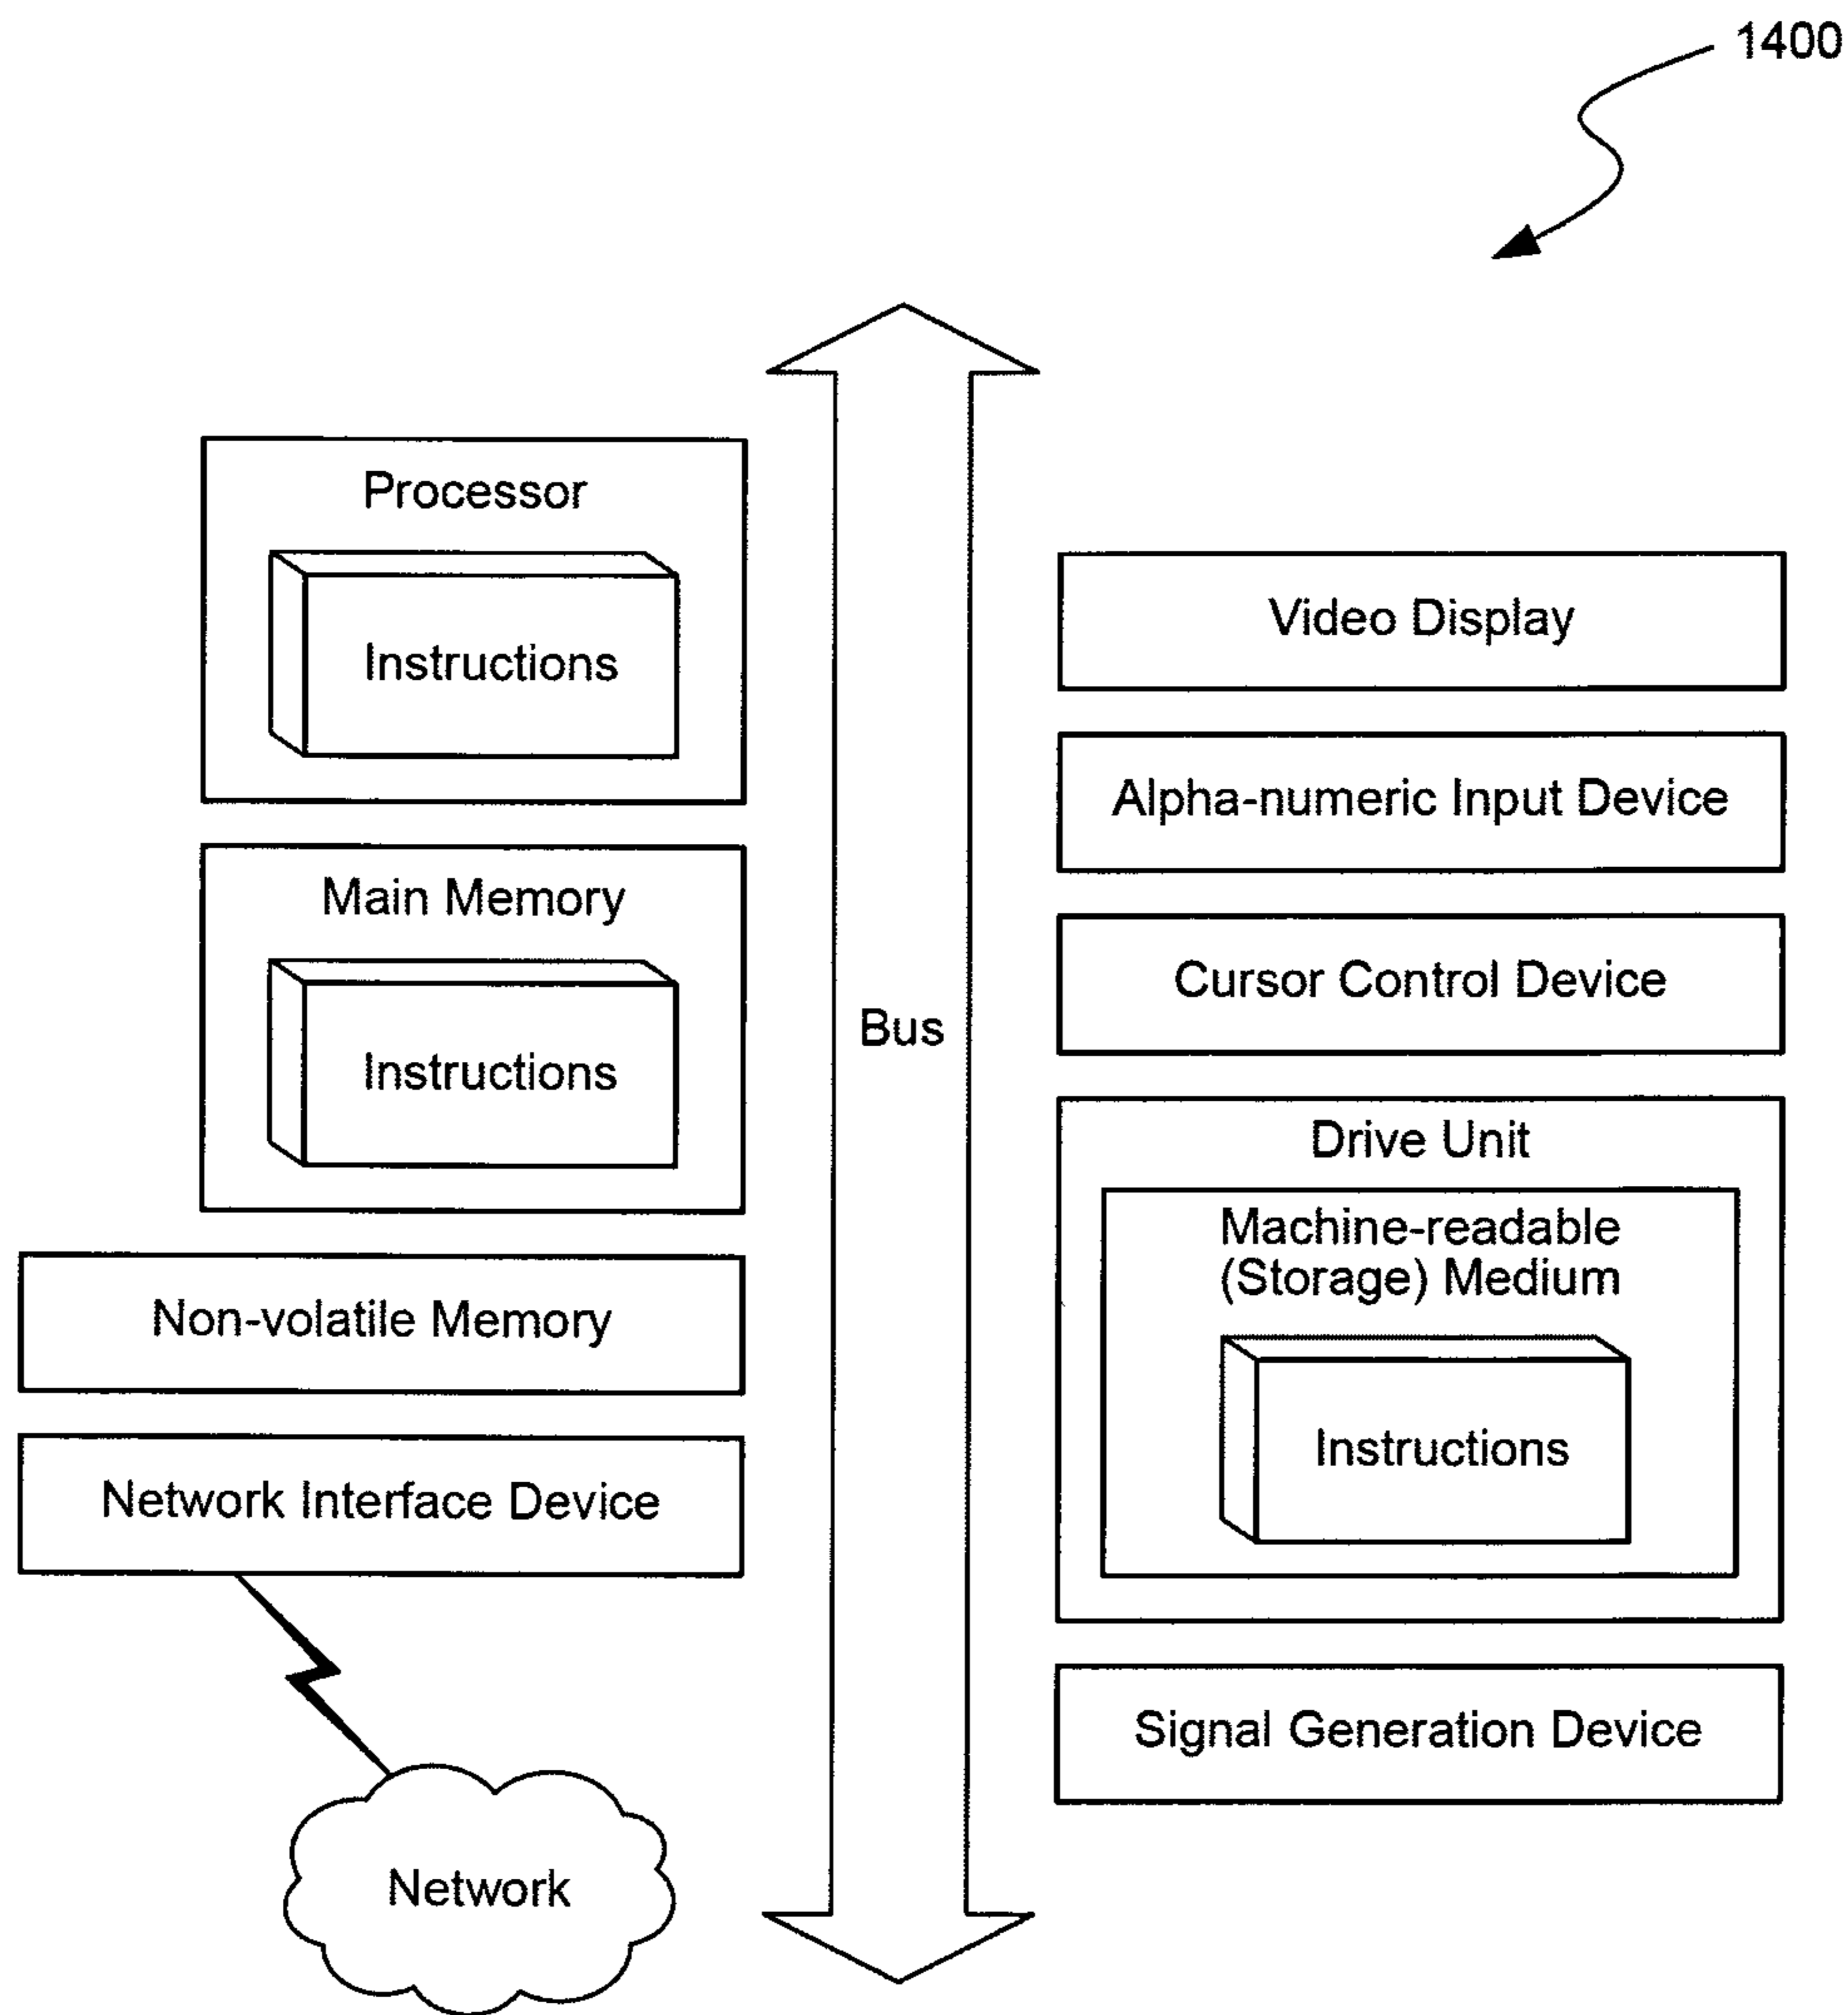 1400
Processor
Instructions
Main Memory
Instructions
Non-volatile Memory
Network Interface Device
Network
Bus
Video Display
Alpha-numeric Input Device
Cursor Control Device
Drive Unit
Machine-readable
(Storage) Medium
Instructions
Signal Generation Device